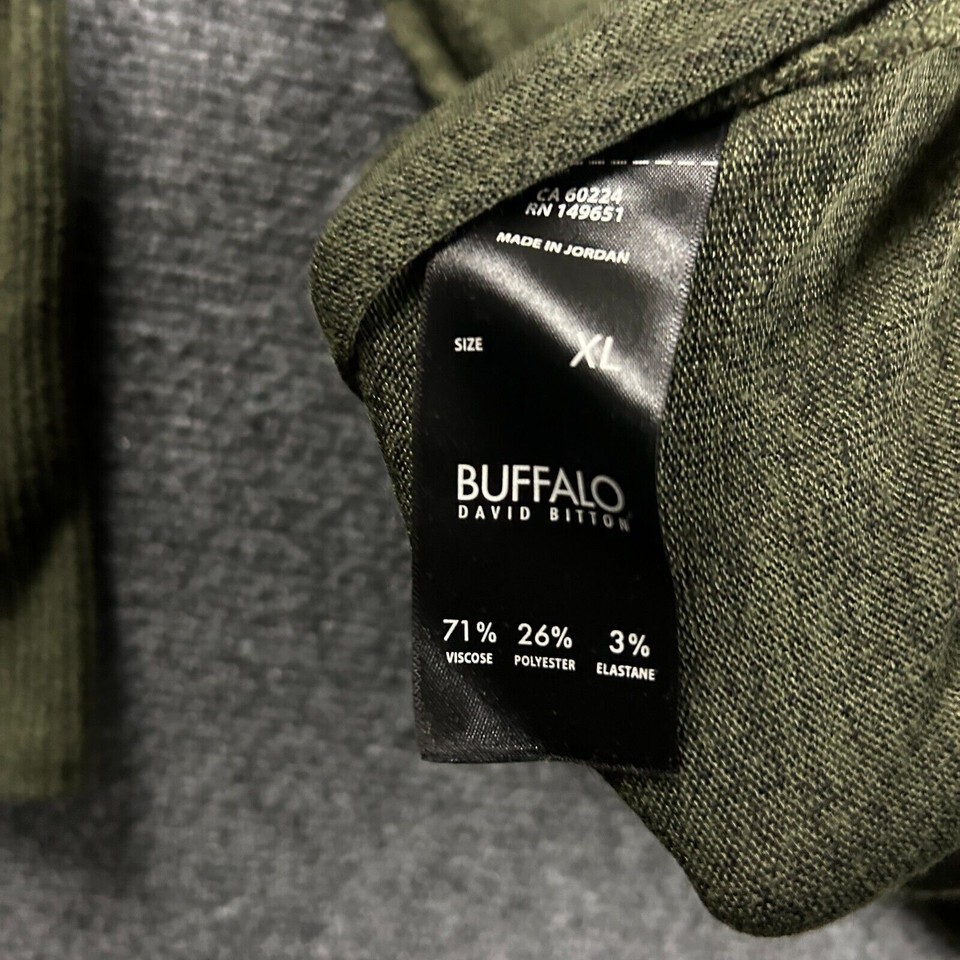 CA 60224
RN 149651
MADE IN JORDAN
SIZE XL
BUFFALO
DAVID BITTON
71% 26% 3%
VISCOSE POLYESTER ELASTANE